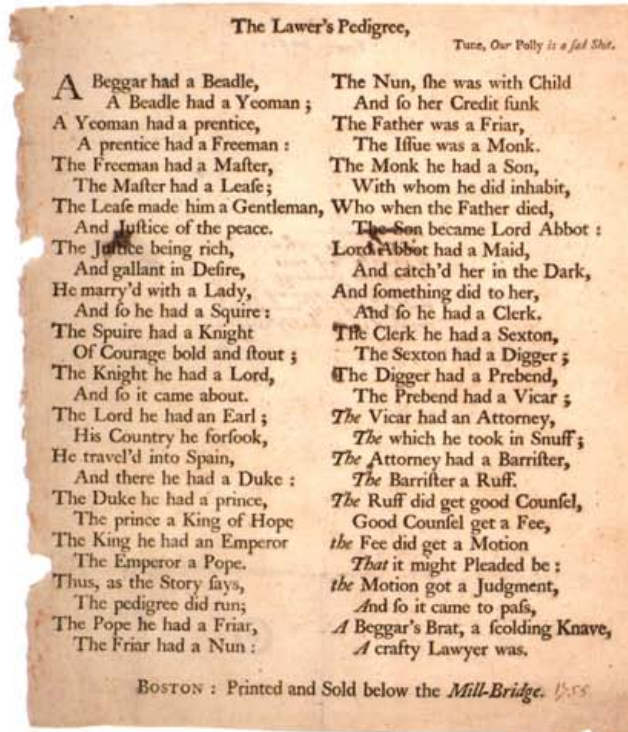 The Lawer's Pedigree,
Tune, Our Polly is a ſad Slut.
A Beggar had a Beadle,
A Beadle had a Yeoman;
A Yeoman had a prentice,
A prentice had a Freeman:
The Freeman had a Maſter,
The Maſter had a Leaſe;
The Leaſe made him a Gentleman,
And Juſtice of the peace.
The Juſtice being rich,
And gallant in Deſire,
He marry'd with a Lady,
And ſo he had a Squire:
The Spuire had a Knight
Of Courage bold and ſtout;
The Knight he had a Lord,
And ſo it came about.
The Lord he had an Earl;
His Country he forſook,
He travel'd into Spain,
And there he had a Duke:
The Duke he had a prince,
The prince a King of Hope
The King he had an Emperor
The Emperor a Pope.
Thus, as the Story ſays,
The pedigree did run;
The Pope he had a Friar,
The Friar had a Nun:
The Nun, ſhe was with Child
And ſo her Credit ſunk
The Father was a Friar,
The Iſſue was a Monk.
The Monk he had a Son,
With whom he did inhabit,
Who when the Father died,
The Son became Lord Abbot:
Lord Abbot had a Maid,
And catch'd her in the Dark,
And ſomething did to her,
And ſo he had a Clerk.
The Clerk he had a Sexton,
The Sexton had a Digger;
The Digger had a Prebend,
The Prebend had a Vicar;
The Vicar had an Attorney,
The which he took in Snuff;
The Attorney had a Barriſter,
The Barriſter a Ruff.
The Ruff did get good Counſel,
Good Counſel get a Fee,
the Fee did get a Motion
That it might Pleaded be:
the Motion got a Judgment,
And ſo it came to paſs,
A Beggar's Brat, a ſcolding Knave,
A crafty Lawyer was.
BOSTON: Printed and Sold below the Mill-Bridge. 1755